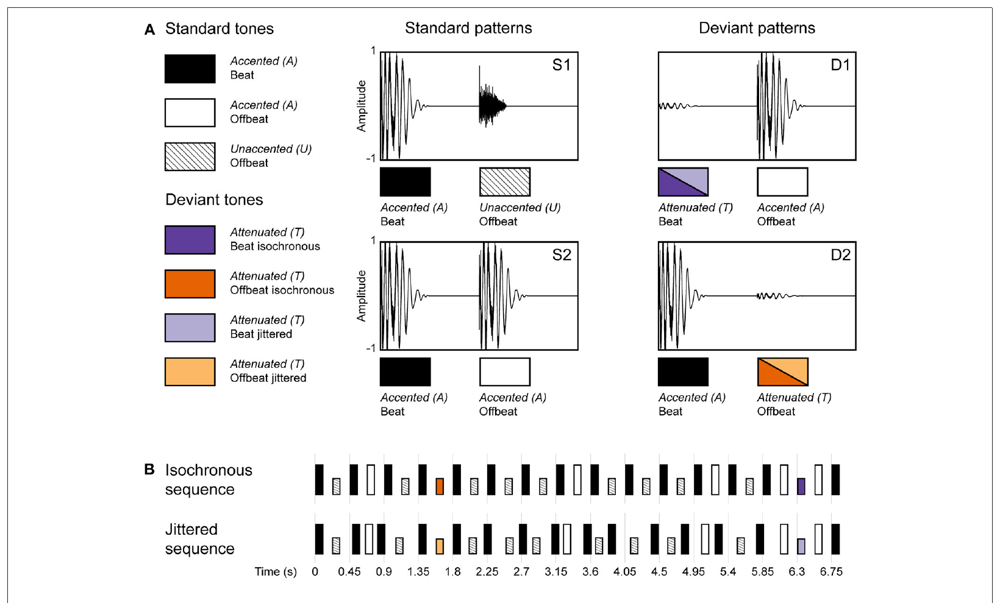 A Standard tones
Accented (A)
Beat
Accented (A)
Offbeat
Unaccented (U)
Offbeat
Deviant tones
Attenuated (T)
Beat isochronous
Attenuated (T)
Offbeat isochronous
Attenuated (T)
Beat jittered
Attenuated (T)
Offbeat jittered
Standard patterns
1
Amplitude
-1
S1
Accented (A)
Beat
Unaccented (U)
Offbeat
1
Amplitude
-1
S2
Accented (A)
Beat
Accented (A)
Offbeat
Deviant patterns
D1
Attenuated (T)
Beat
Accented (A)
Offbeat
D2
Accented (A)
Beat
Attenuated (T)
Offbeat
B Isochronous
sequence
Jittered
sequence
Time (s) 0 0.45 0.9 1.35 1.8 2.25 2.7 3.15 3.6 4.05 4.5 4.95 5.4 5.85 6.3 6.75